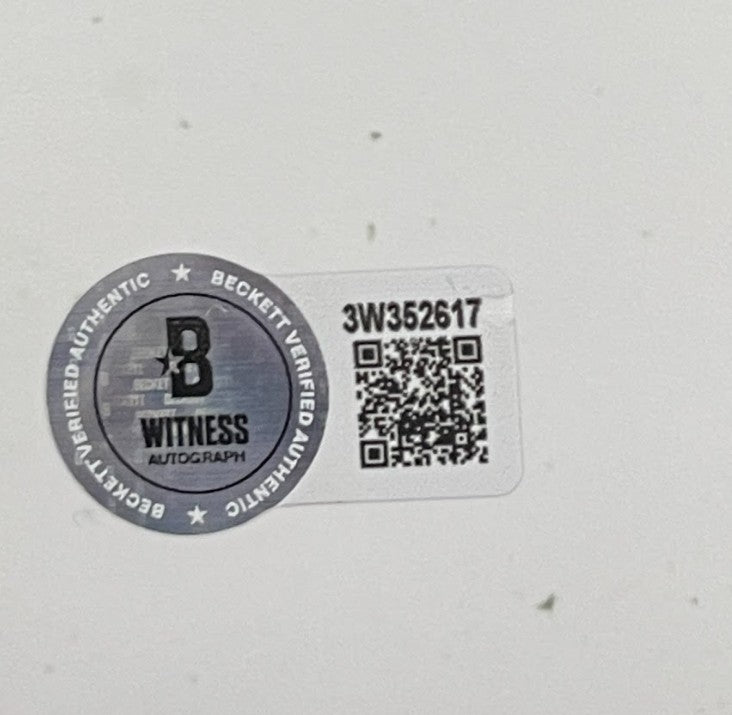 BECKETT VERIFIED AUTHENTIC ★ BECKETT VERIFIED AUTHENTIC ★
B
WITNESS
AUTOGRAPH
3W352617